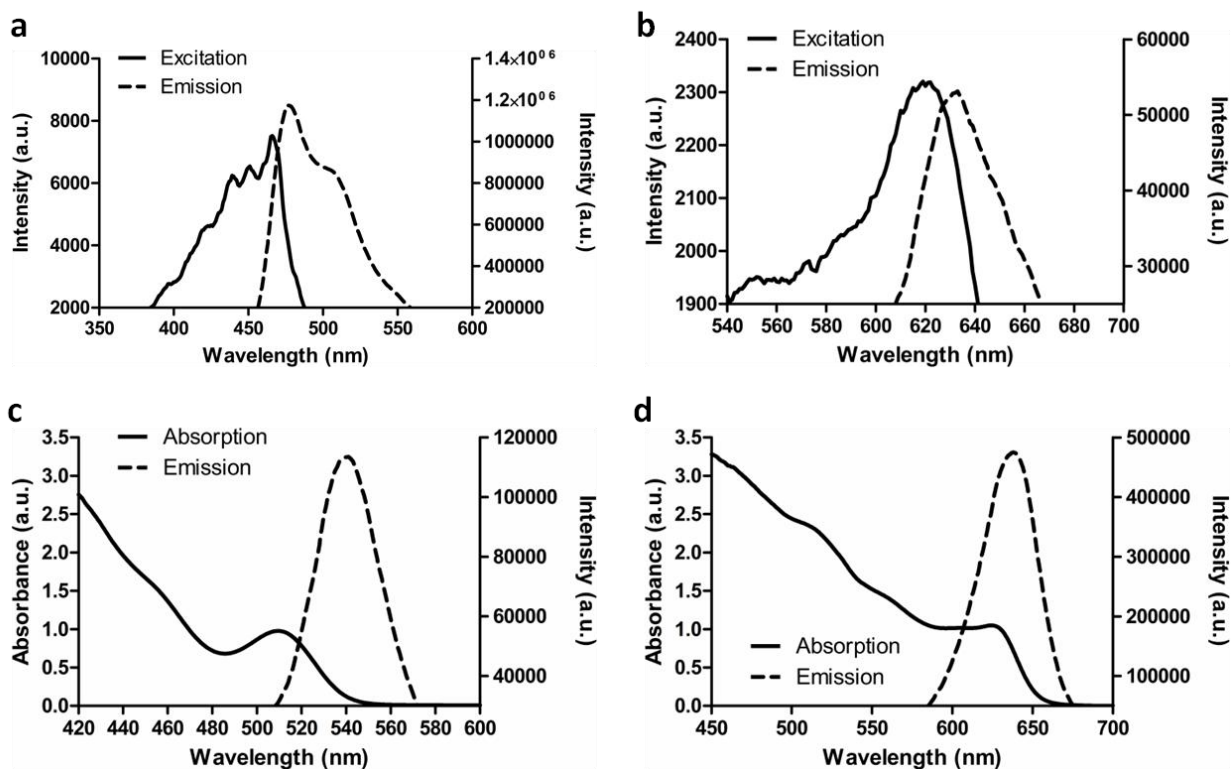 a
Excitation
Emission
10000
8000
6000
4000
2000
Intensity (a.u.)
1.4×10⁰⁶
1.2×10⁰⁶
1000000
800000
600000
400000
200000
Intensity (a.u.)
350 400 450 500 550 600
Wavelength (nm)
b
Excitation
Emission
2400
2300
2200
2100
2000
1900
Intensity (a.u.)
60000
50000
40000
30000
Intensity (a.u.)
540 560 580 600 620 640 660 680 700
Wavelength (nm)
c
Absorption
Emission
3.5
3.0
2.5
2.0
1.5
1.0
0.5
0.0
Absorbance (a.u.)
120000
100000
80000
60000
40000
Intensity (a.u.)
420 440 460 480 500 520 540 560 580 600
Wavelength (nm)
d
3.5
3.0
2.5
2.0
1.5
1.0
0.5
0.0
Absorbance (a.u.)
Absorption
Emission
500000
400000
300000
200000
100000
Intensity (a.u.)
450 500 550 600 650 700
Wavelength (nm)